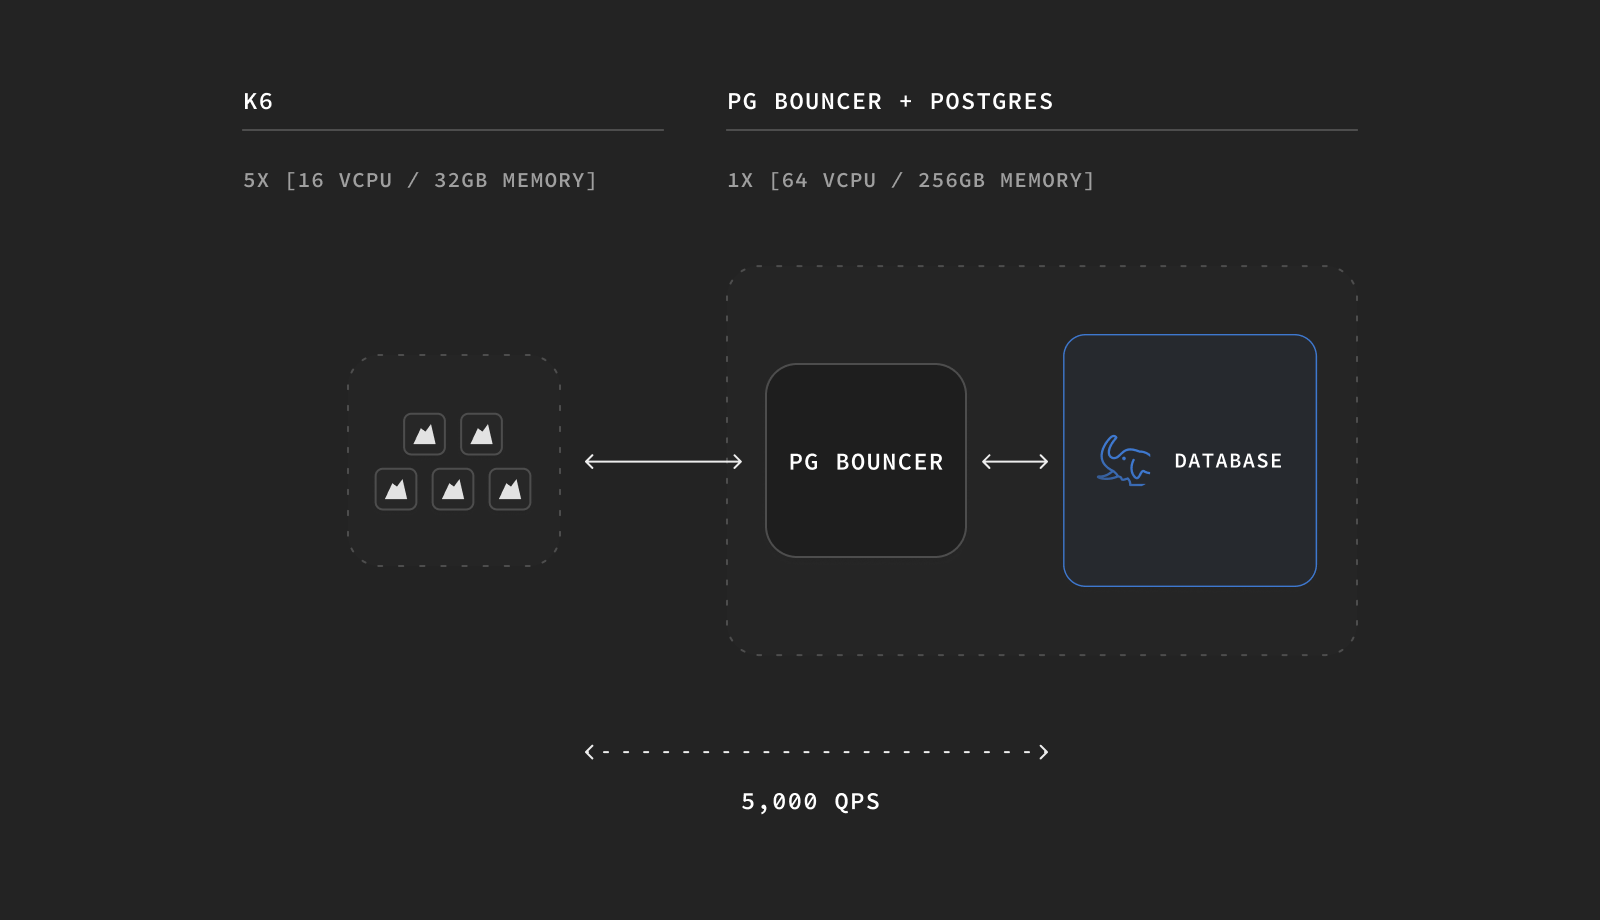 K6
5X [16 VCPU / 32GB MEMORY]
PG BOUNCER + POSTGRES
1X [64 VCPU / 256GB MEMORY]
PG BOUNCER
DATABASE
5,000 QPS